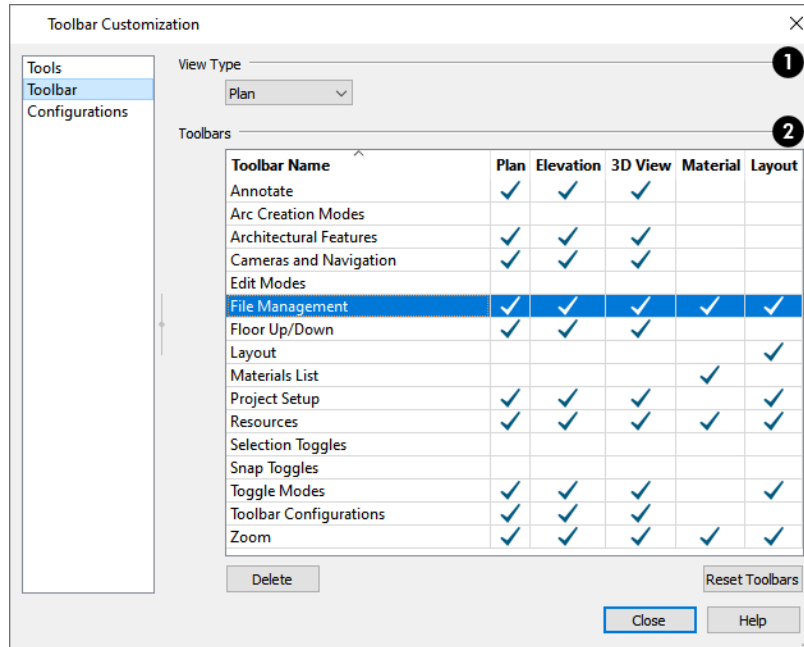 Toolbar Customization
Tools
Toolbar
Configurations
View Type
1
Plan
Toolbars
2
Toolbar Name Plan Elevation 3D View Material Layout
Annotate
Arc Creation Modes
Architectural Features
Cameras and Navigation
Edit Modes
File Management
Floor Up/Down
Layout
Materials List
Project Setup
Resources
Selection Toggles
Snap Toggles
Toggle Modes
Toolbar Configurations
Zoom
Delete Reset Toolbars
Close Help